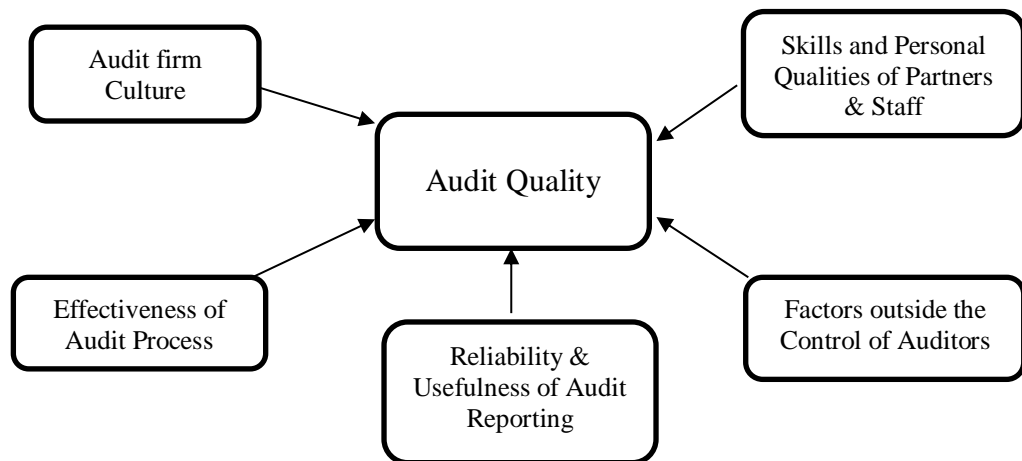 Audit firm
Culture
Skills and Personal
Qualities of Partners
& Staff
Audit Quality
Effectiveness of
Audit Process
Reliability &
Usefulness of Audit
Reporting
Factors outside the
Control of Auditors